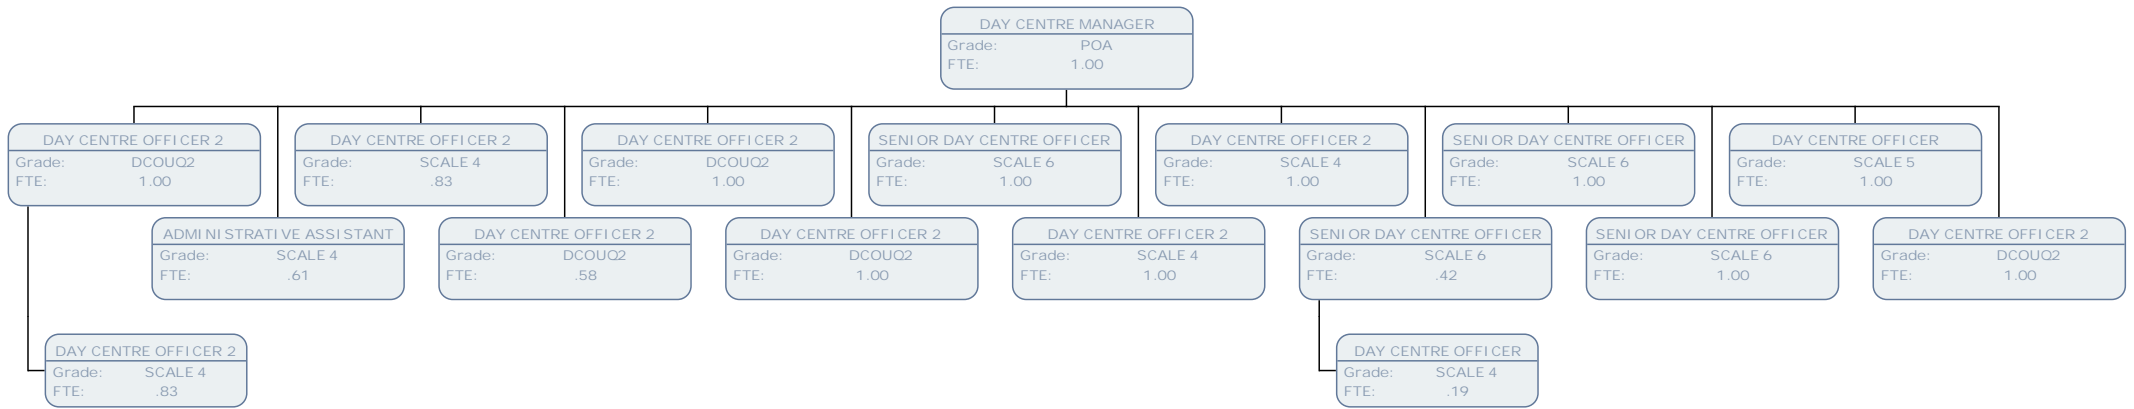 DAY CENTRE MANAGER
Grade: POA
FTE: 1.00
DAY CENTRE OFFICER 2
Grade: DCOUQ2
FTE: 1.00
DAY CENTRE OFFICER 2
Grade: SCALE 4
FTE: .83
DAY CENTRE OFFICER 2
Grade: DCOUQ2
FTE: 1.00
SENIOR DAY CENTRE OFFICER
Grade: SCALE 6
FTE: 1.00
DAY CENTRE OFFICER 2
Grade: SCALE 4
FTE: 1.00
SENIOR DAY CENTRE OFFICER
Grade: SCALE 6
FTE: 1.00
DAY CENTRE OFFICER
Grade: SCALE 5
FTE: 1.00
ADMINISTRATIVE ASSISTANT
Grade: SCALE 4
FTE: .61
DAY CENTRE OFFICER 2
Grade: DCOUQ2
FTE: .58
DAY CENTRE OFFICER 2
Grade: DCOUQ2
FTE: 1.00
DAY CENTRE OFFICER 2
Grade: SCALE 4
FTE: 1.00
SENIOR DAY CENTRE OFFICER
Grade: SCALE 6
FTE: .42
SENIOR DAY CENTRE OFFICER
Grade: SCALE 6
FTE: 1.00
DAY CENTRE OFFICER 2
Grade: DCOUQ2
FTE: 1.00
DAY CENTRE OFFICER 2
Grade: SCALE 4
FTE: .83
DAY CENTRE OFFICER
Grade: SCALE 4
FTE: .19